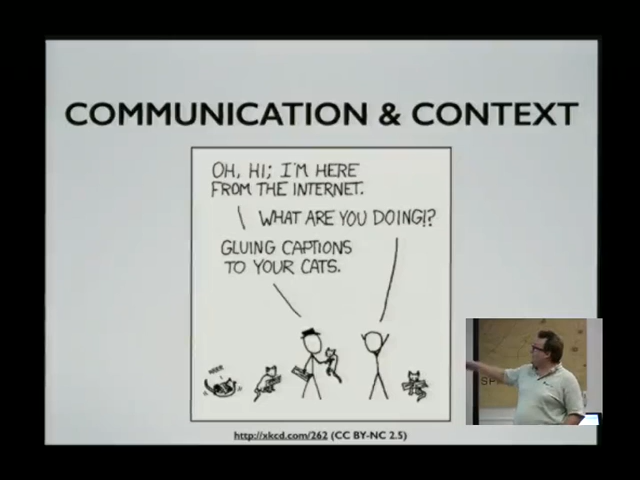 COMMUNICATION & CONTEXT
OH, HI; I'M HERE
FROM THE INTERNET.
WHAT ARE YOU DOING!?
GLUING CAPTIONS
TO YOUR CATS.
http://xkcd.com/262 (CC BY-NC 2.5)